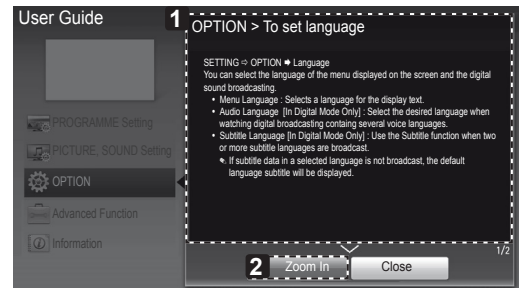 User Guide
1
OPTION > To set language
SETTING ⇨ OPTION ➡ Language
You can select the language of the menu displayed on the screen and the digital
sound broadcasting.
• Menu Language : Selects a language for the display text.
• Audio Language [In Digital Mode Only] : Select the desired language when
watching digital broadcasting containg several voice languages.
• Subtitle Language [In Digital Mode Only] : Use the Subtitle function when two
or more subtitle languages are broadcast.
If subtitle data in a selected language is not broadcast, the default
language subtitle will be displayed.
PROGRAMME Setting
PICTURE, SOUND Setting
OPTION
Advanced Function
Information
1/2
2
Zoom In
Close